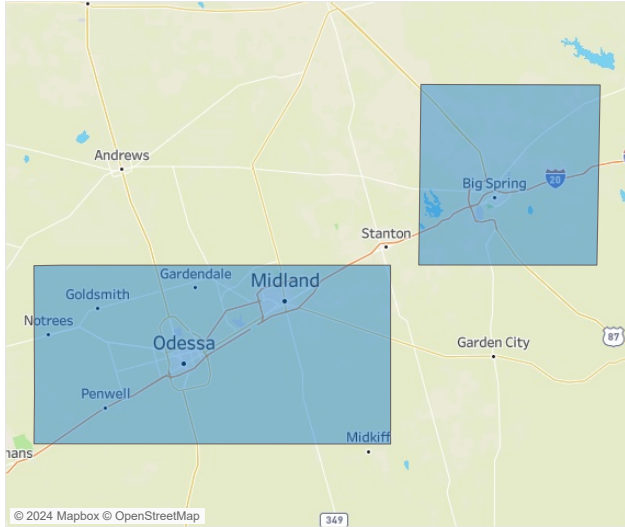 Andrews
Big Spring
20
Stanton
Gardendale
Midland
Goldsmith
Notrees
Odessa
Garden City
87
Penwell
Midkiff
hans
349
© 2024 Mapbox © OpenStreetMap